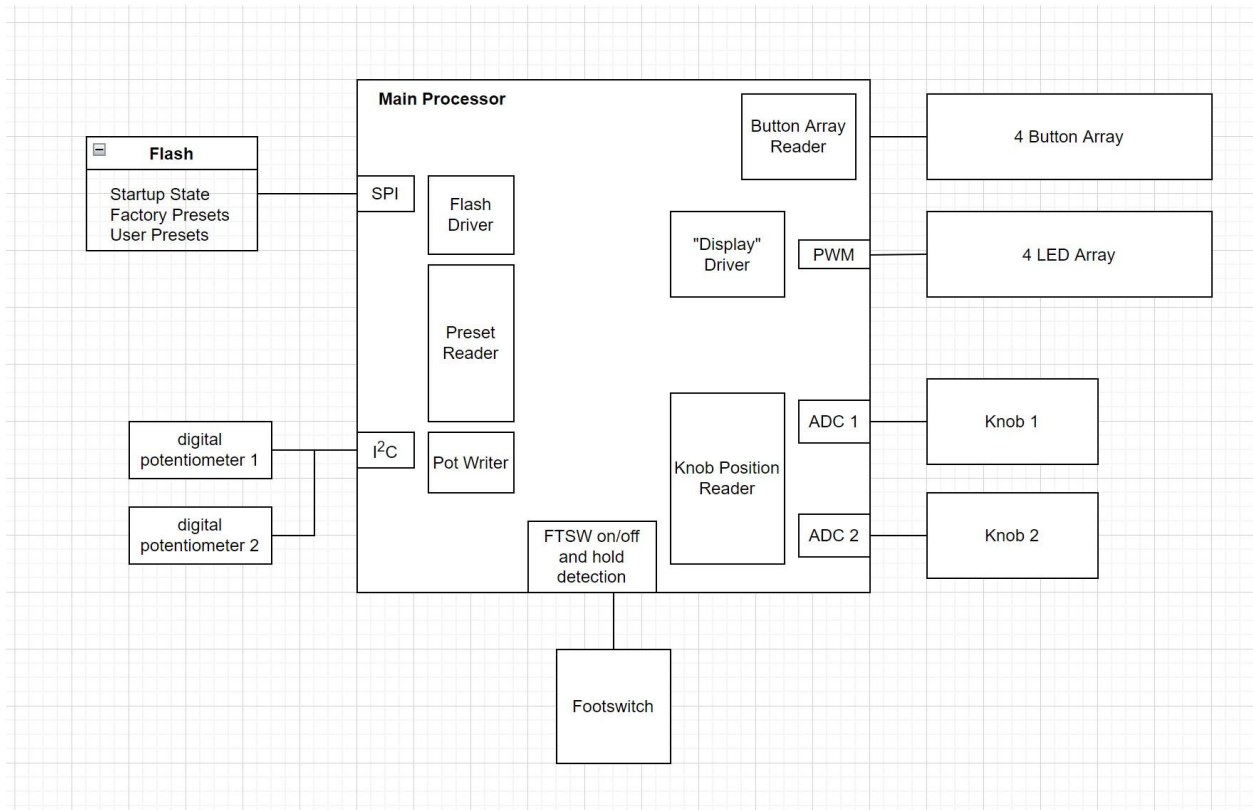 Main Processor
Button Array
Reader
4 Button Array
Flash
Startup State
Factory Presets
User Presets
SPI
Flash
Driver
"Display"
Driver
PWM
4 LED Array
Preset
Reader
digital
potentiometer 1
I²C
Pot Writer
Knob Position
Reader
ADC 1
Knob 1
digital
potentiometer 2
FTSW on/off
and hold
detection
ADC 2
Knob 2
Footswitch